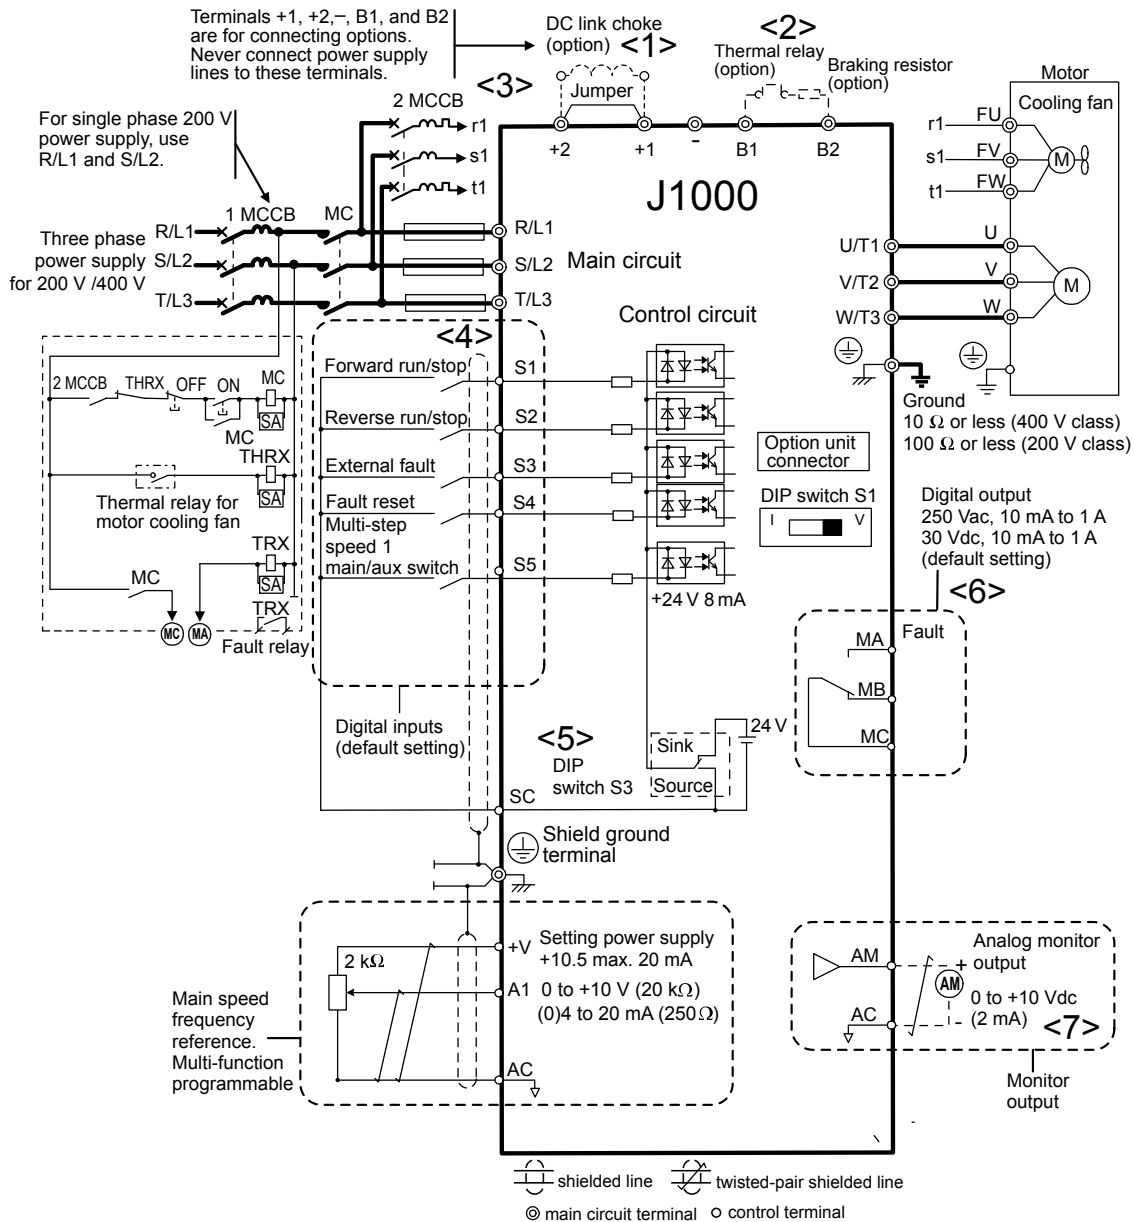 Terminals +1, +2,–, B1, and B2
are for connecting options.
Never connect power supply
lines to these terminals.
DC link choke
(option)
<1>
<2>
Thermal relay
(option)
Braking resistor
(option)
Jumper
<3>
2 MCCB
r1
s1
t1
+2
+1
–
B1
B2
J1000
Motor
Cooling fan
r1
FU
s1
FV
t1
FW
M
For single phase 200 V
power supply, use
R/L1 and S/L2.
1 MCCB
MC
Three phase
power supply
for 200 V /400 V
R/L1
S/L2
T/L3
R/L1
S/L2
T/L3
Main circuit
Control circuit
U/T1
V/T2
W/T3
U
V
W
M
Ground
10 Ω or less (400 V class)
100 Ω or less (200 V class)
2 MCCB
THRX
OFF
ON
MC
SA
MC
THRX
SA
Thermal relay for
motor cooling fan
TRX
SA
MC
TRX
MC
MA
Fault relay
<4>
Forward run/stop
S1
Reverse run/stop
S2
External fault
S3
Fault reset
S4
Multi-step
speed 1
main/aux switch
S5
Digital inputs
(default setting)
+24 V 8 mA
Option unit
connector
DIP switch S1
I
V
Digital output
250 Vac, 10 mA to 1 A
30 Vdc, 10 mA to 1 A
(default setting)
<6>
MA
Fault
MB
MC
<5>
DIP
switch S3
Sink
Source
24 V
SC
Shield ground
terminal
Main speed
frequency
reference.
Multi-function
programmable
2 kΩ
+V
Setting power supply
+10.5 max. 20 mA
A1
0 to +10 V (20 kΩ)
(0)4 to 20 mA (250Ω)
AC
AM
AC
+
AM
-
Analog monitor
output
0 to +10 Vdc
(2 mA)
<7>
Monitor
output
shielded line
twisted-pair shielded line
main circuit terminal
control terminal